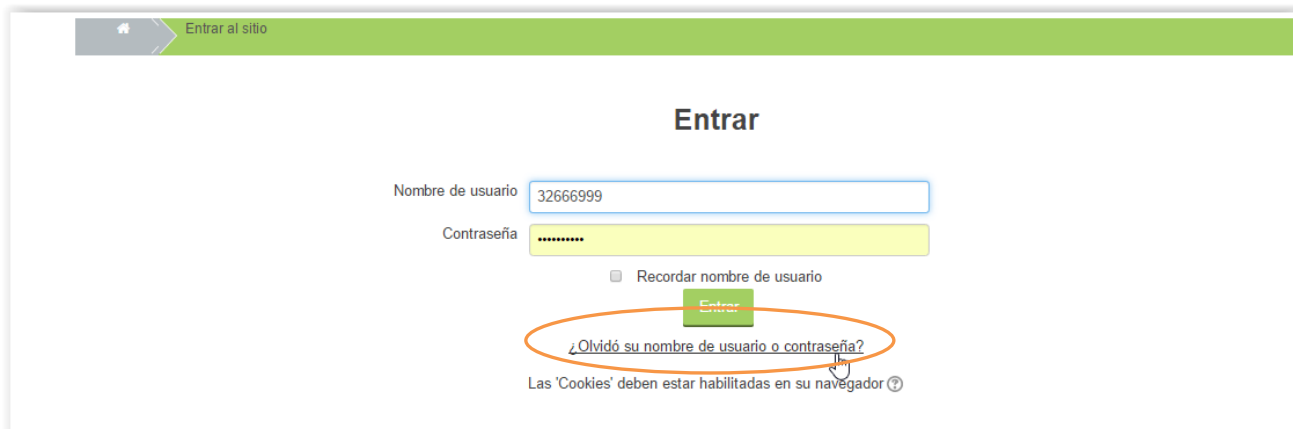 Entrar al sitio
Entrar
Nombre de usuario 32666999
Contraseña ••••••••••
Recordar nombre de usuario
Entrar
¿Olvidó su nombre de usuario o contraseña?
Las 'Cookies' deben estar habilitadas en su navegador ?